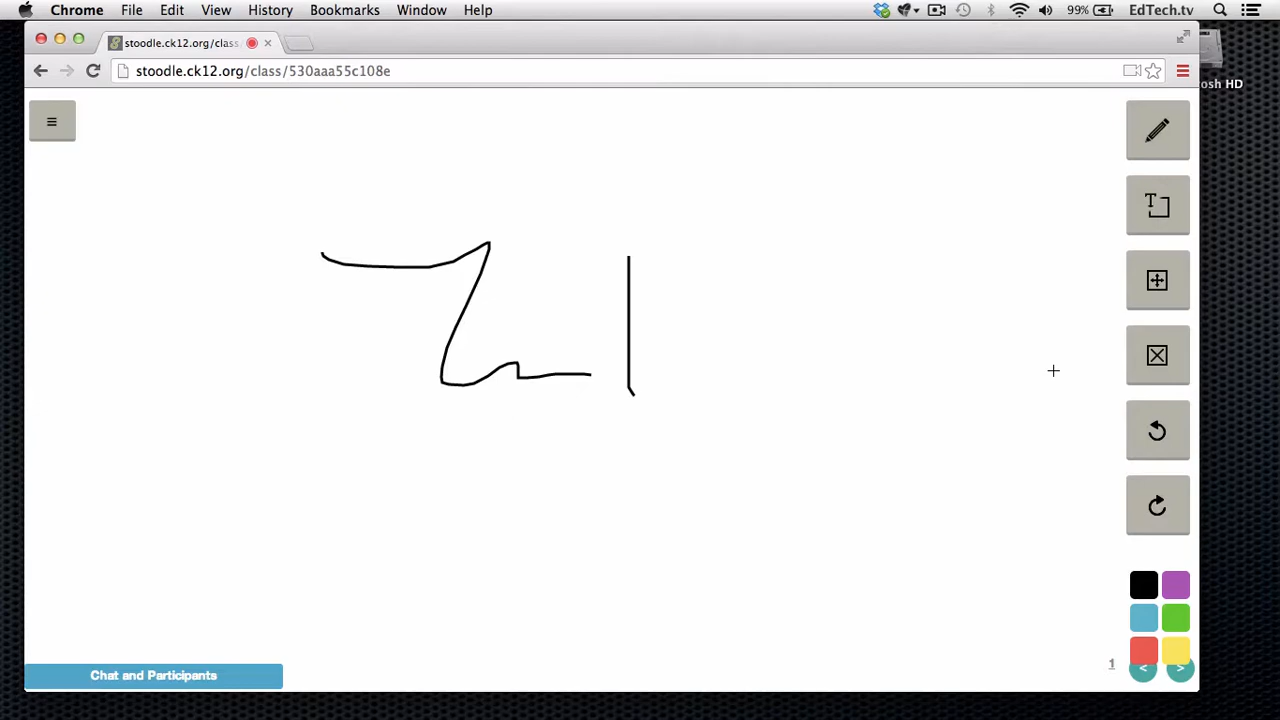 Chrome File Edit View History Bookmarks Window Help 99% EdTech.tv
stoodle.ck12.org/class
stoodle.ck12.org/class/530aaa55c108e
osh HD
T
1
< >
Chat and Participants